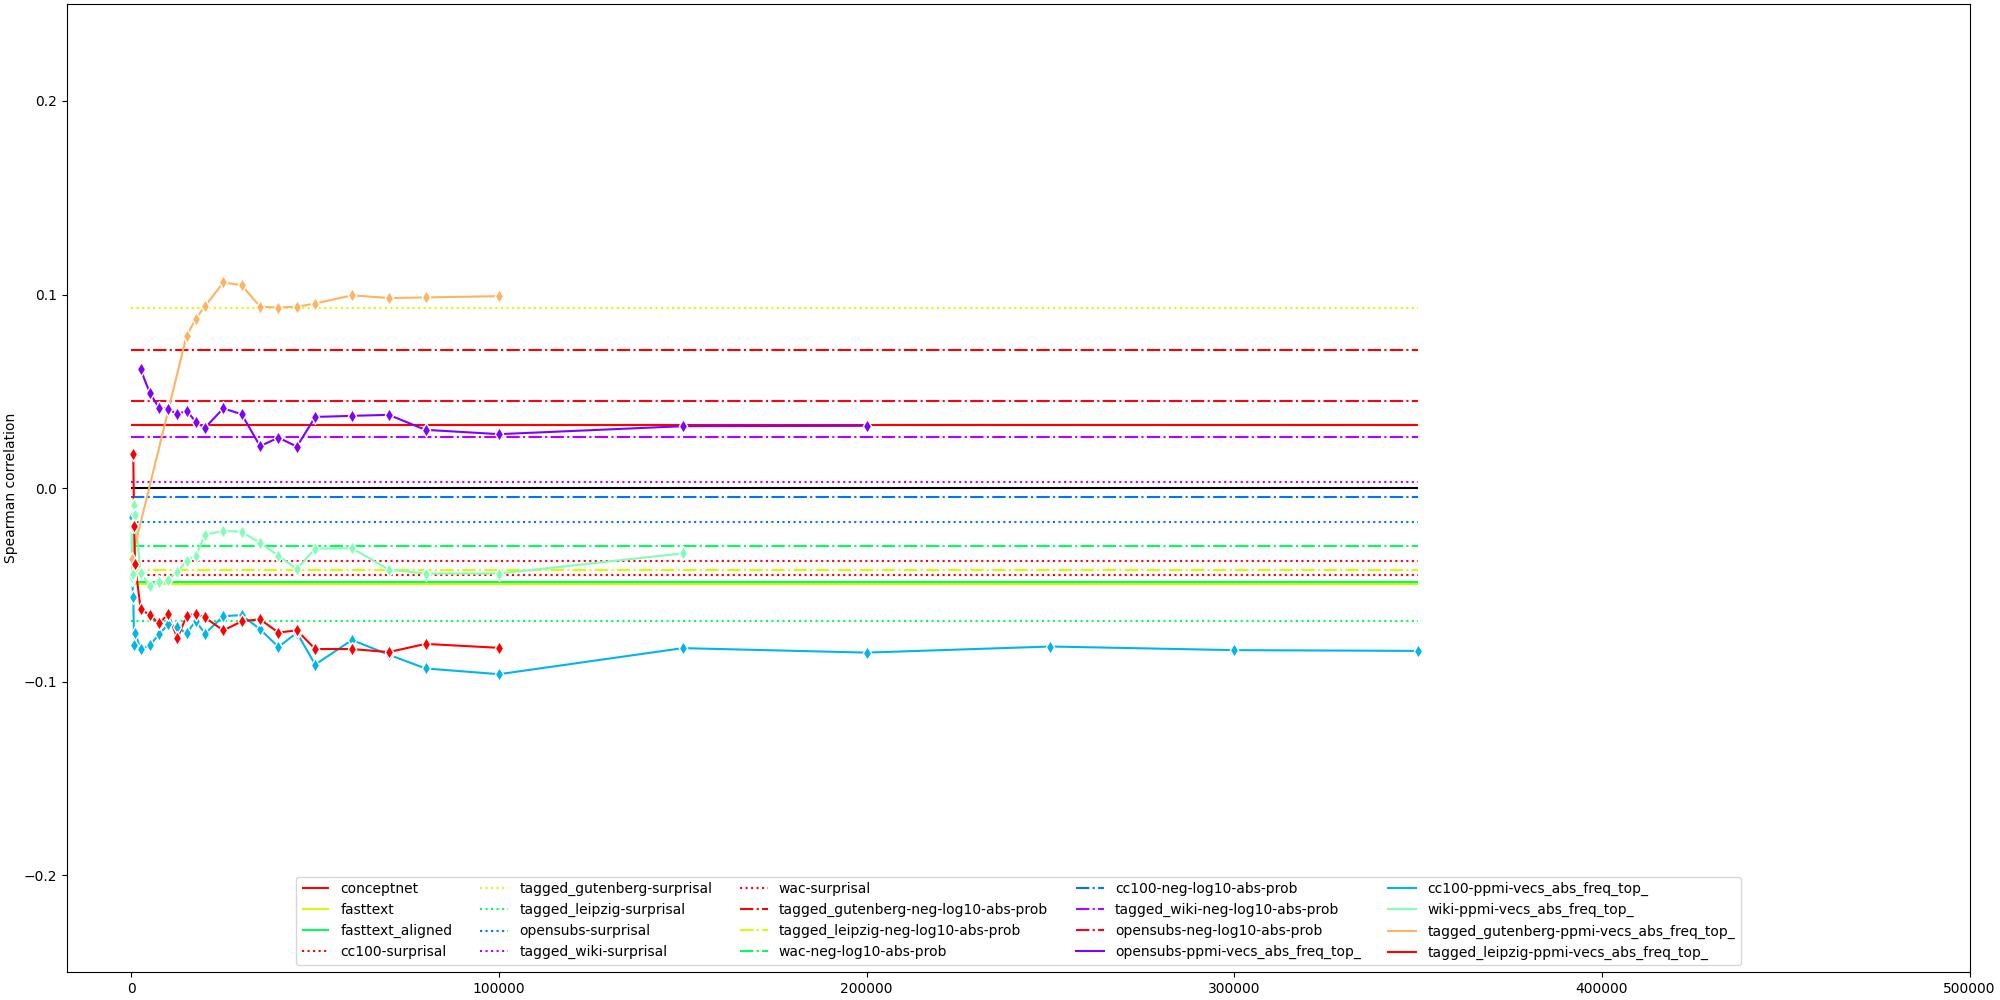 0.2
0.1
0.0
−0.1
−0.2
Spearman correlation
conceptnet
fasttext
fasttext_aligned
cc100-surprisal
tagged_gutenberg-surprisal
tagged_leipzig-surprisal
opensubs-surprisal
tagged_wiki-surprisal
wac-surprisal
tagged_gutenberg-neg-log10-abs-prob
tagged_leipzig-neg-log10-abs-prob
wac-neg-log10-abs-prob
cc100-neg-log10-abs-prob
tagged_wiki-neg-log10-abs-prob
opensubs-neg-log10-abs-prob
opensubs-ppmi-vecs_abs_freq_top_
cc100-ppmi-vecs_abs_freq_top_
wiki-ppmi-vecs_abs_freq_top_
tagged_gutenberg-ppmi-vecs_abs_freq_top_
tagged_leipzig-ppmi-vecs_abs_freq_top_
0 100000 200000 300000 400000 500000